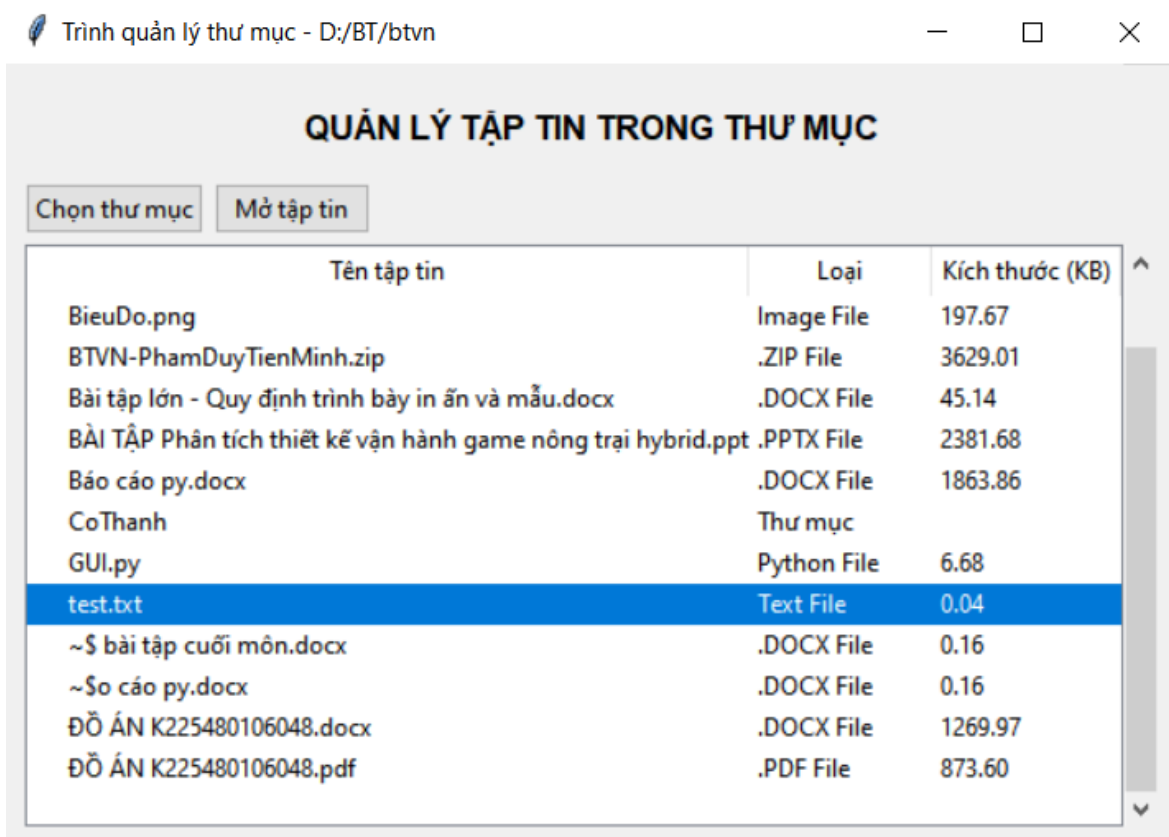 Trình quản lý thư mục - D:/BT/btvn
QUẢN LÝ TẬP TIN TRONG THƯ MỤC
Chọn thư mục Mở tập tin
Tên tập tin Loại Kích thước (KB)
BieuDo.png Image File 197.67
BTVN-PhamDuyTienMinh.zip .ZIP File 3629.01
Bài tập lớn - Quy định trình bày in ấn và mẫu.docx .DOCX File 45.14
BÀI TẬP Phân tích thiết kế vận hành game nông trại hybrid.ppt .PPTX File 2381.68
Báo cáo py.docx .DOCX File 1863.86
CoThanh Thư mục
GUI.py Python File 6.68
test.txt Text File 0.04
~$ bài tập cuối môn.docx .DOCX File 0.16
~$o cáo py.docx .DOCX File 0.16
ĐỒ ÁN K225480106048.docx .DOCX File 1269.97
ĐỒ ÁN K225480106048.pdf .PDF File 873.60